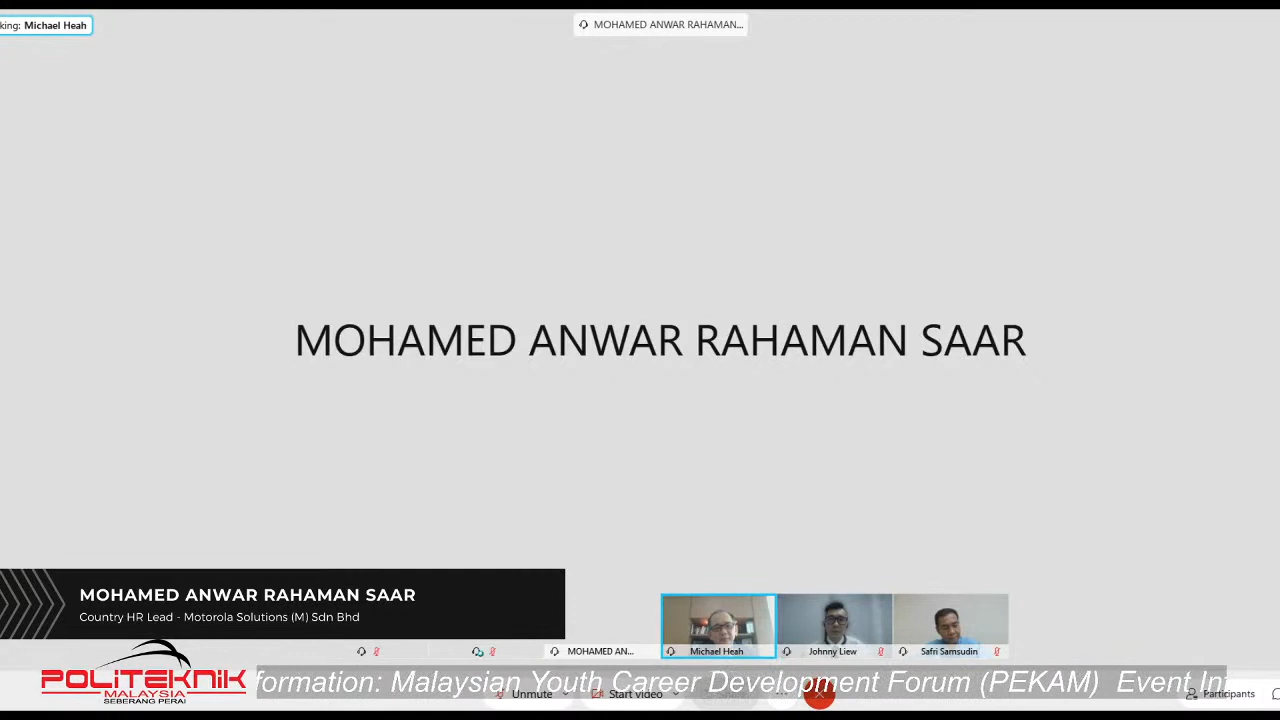 king: Michael Heah
MOHAMED ANWAR RAHAMAN...
MOHAMED ANWAR RAHAMAN SAAR
MOHAMED ANWAR RAHAMAN SAAR
Country HR Lead - Motorola Solutions (M) Sdn Bhd
MOHAMED AN...
Michael Heah
Johnny Liew
Safri Samsudin
POLITEKNIK
MALAYSIA
SEBERANG PERAI
formation: Malaysian Youth Career Development Forum (PEKAM) Event In
Unmute
Start video
Participants